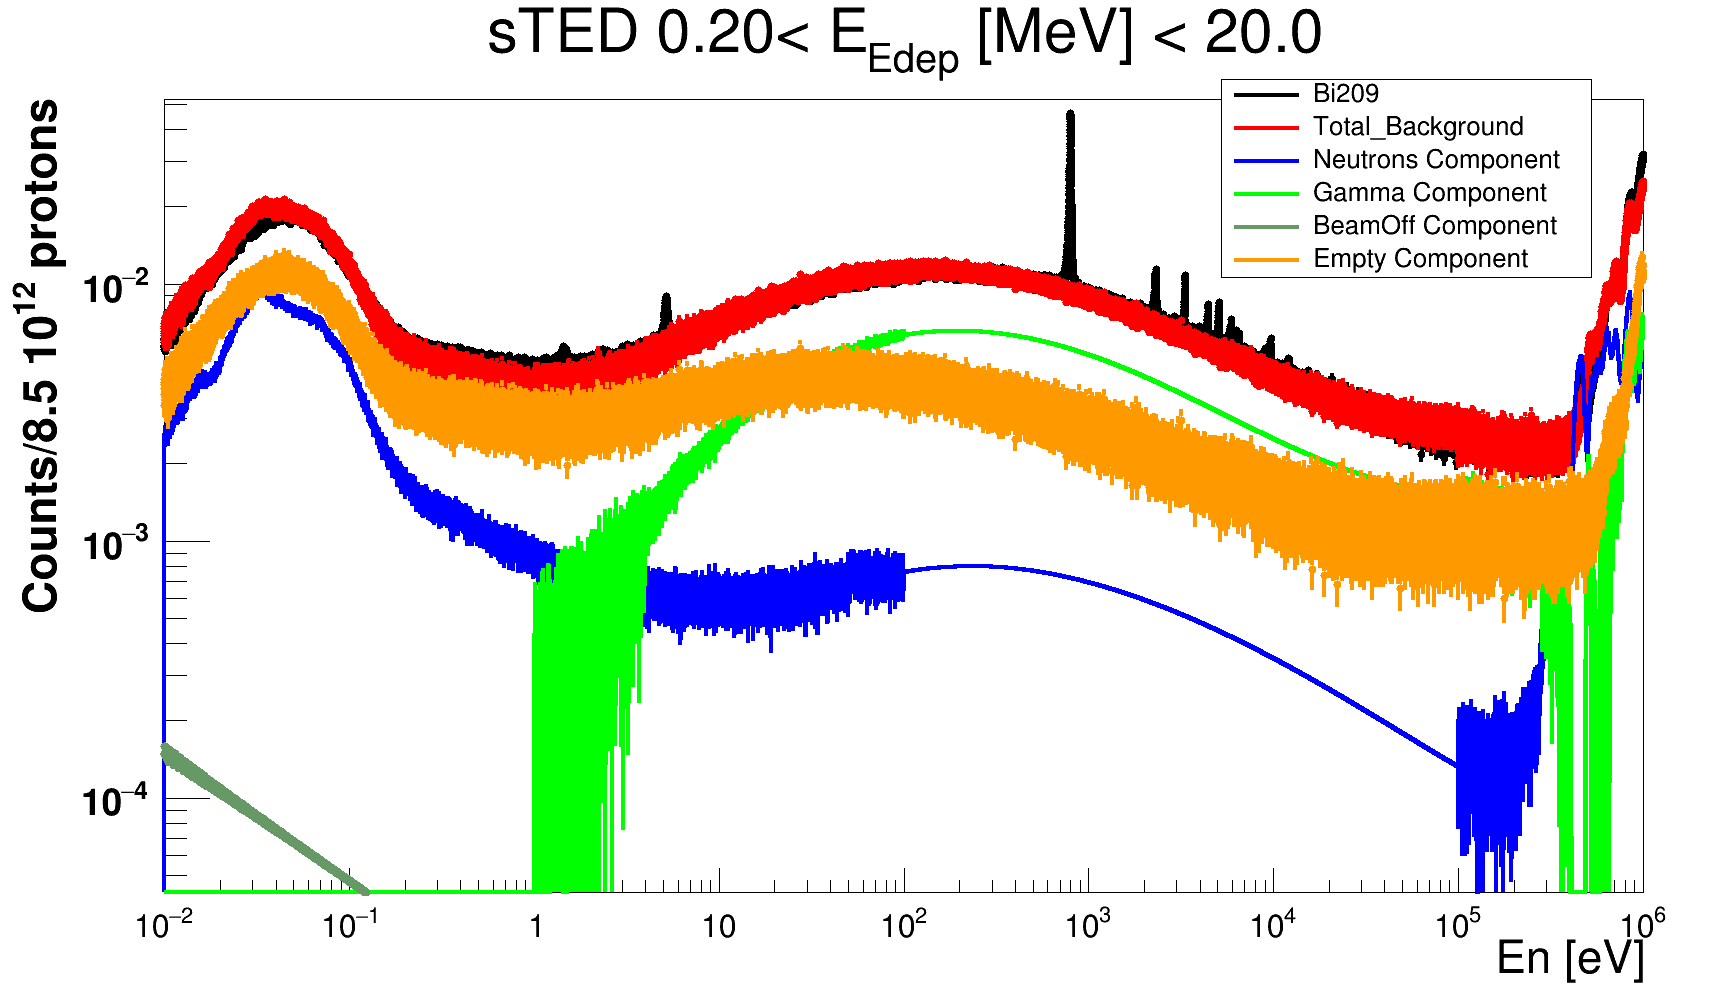 sTED 0.20< E_Edep [MeV] < 20.0
Bi209
Total_Background
Neutrons Component
Gamma Component
BeamOff Component
Empty Component
Counts/8.5 10^12 protons
10^−2
10^−3
10^−4
10^−2 10^−1 1 10 10^2 10^3 10^4 10^5 10^6
En [eV]